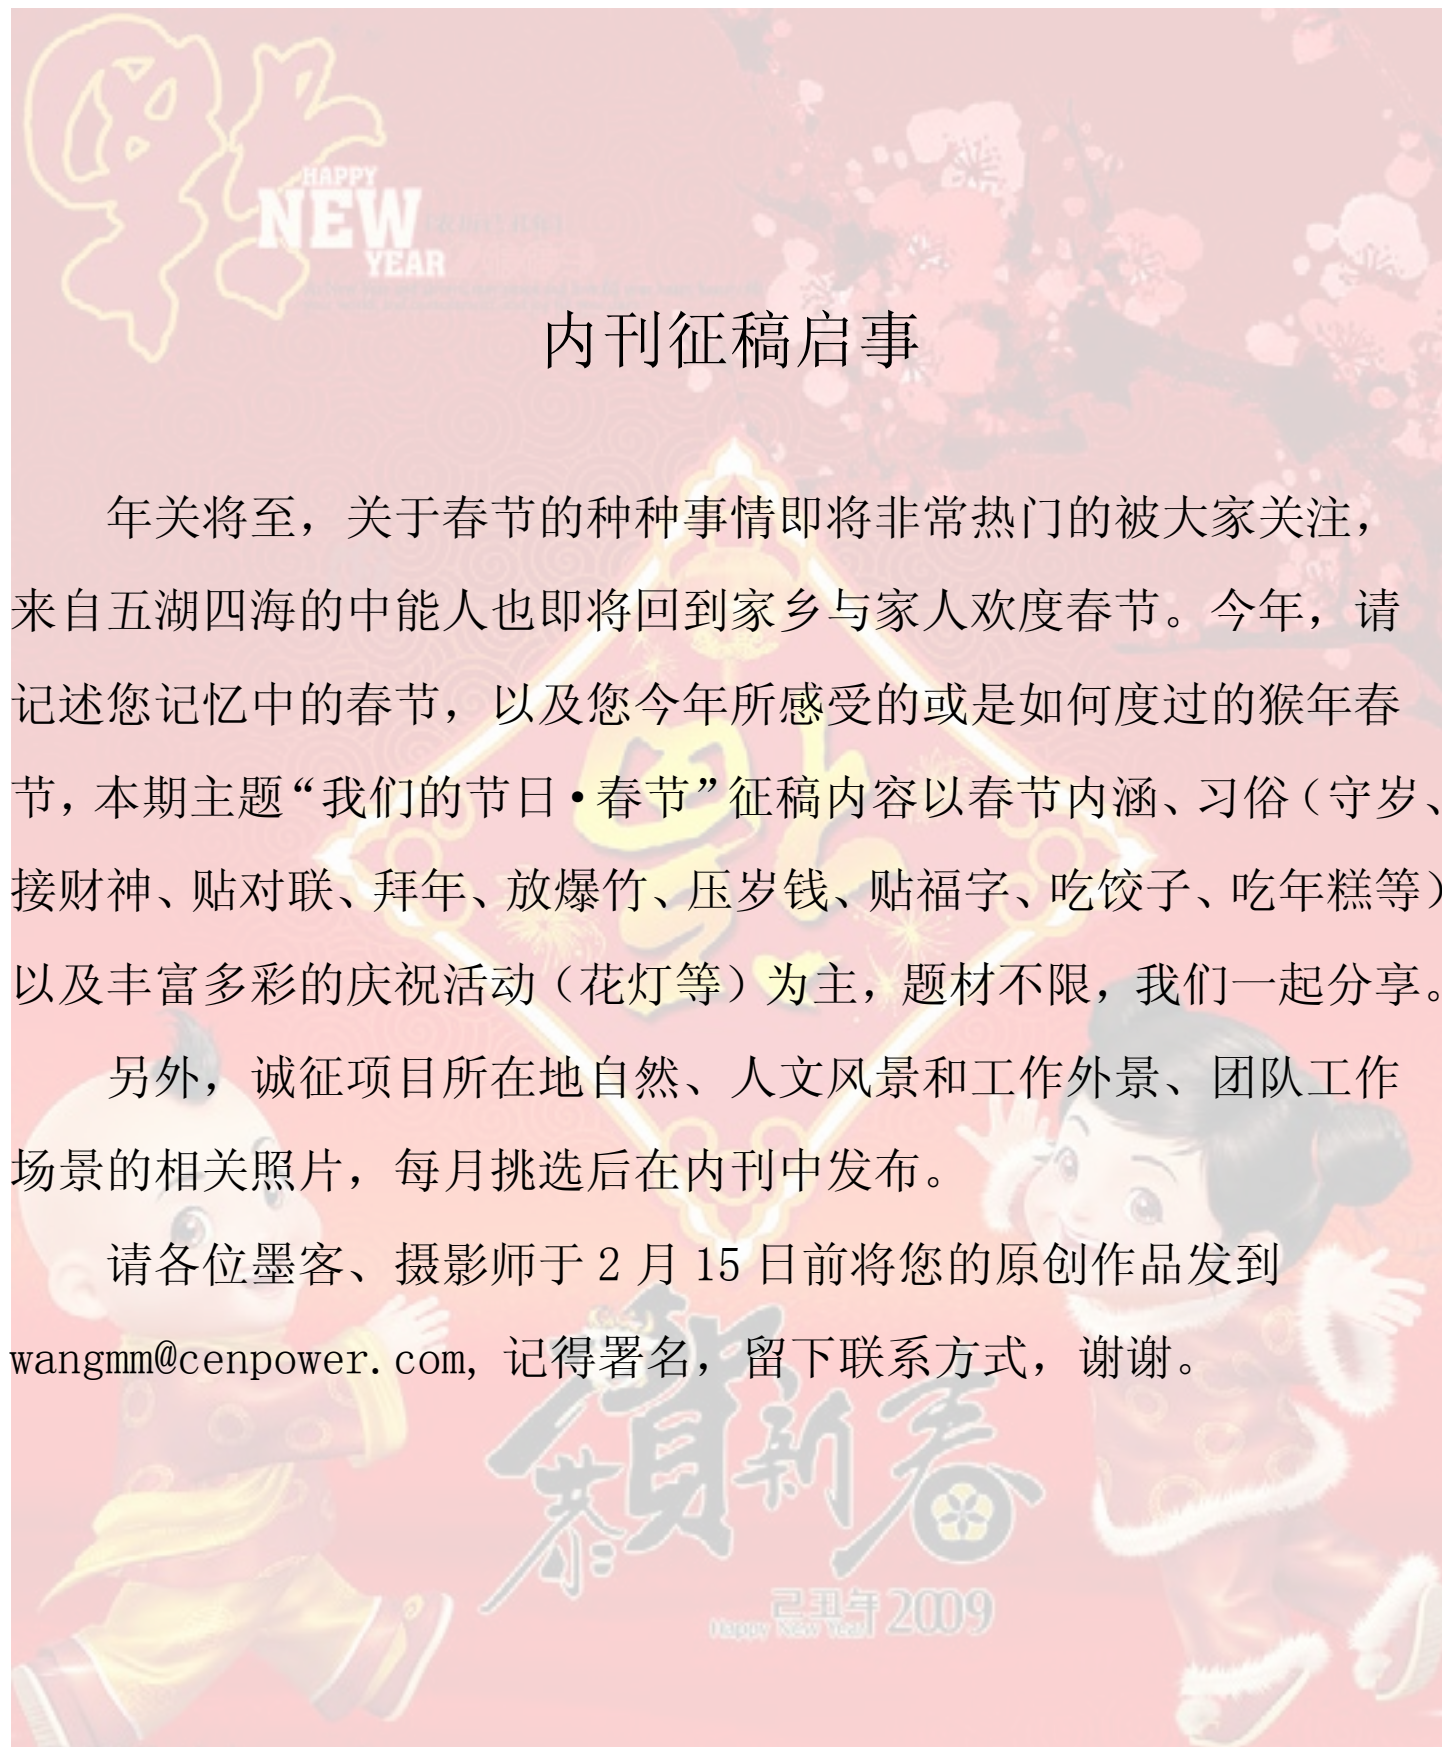 HAPPY
NEW
YEAR
内刊征稿启事
年关将至，关于春节的种种事情即将非常热门的被大家关注，
来自五湖四海的中能人也即将回到家乡与家人欢度春节。今年，请
记述您记忆中的春节，以及您今年所感受的或是如何度过的猴年春
节，本期主题“我们的节日•春节”征稿内容以春节内涵、习俗（守岁、
接财神、贴对联、拜年、放爆竹、压岁钱、贴福字、吃饺子、吃年糕等）
以及丰富多彩的庆祝活动（花灯等）为主，题材不限，我们一起分享。
另外，诚征项目所在地自然、人文风景和工作外景、团队工作
场景的相关照片，每月挑选后在内刊中发布。
请各位墨客、摄影师于 2 月 15 日前将您的原创作品发到
wangmm@cenpower.com, 记得署名，留下联系方式，谢谢。
恭賀新春
己丑年 2009
Happy New Year